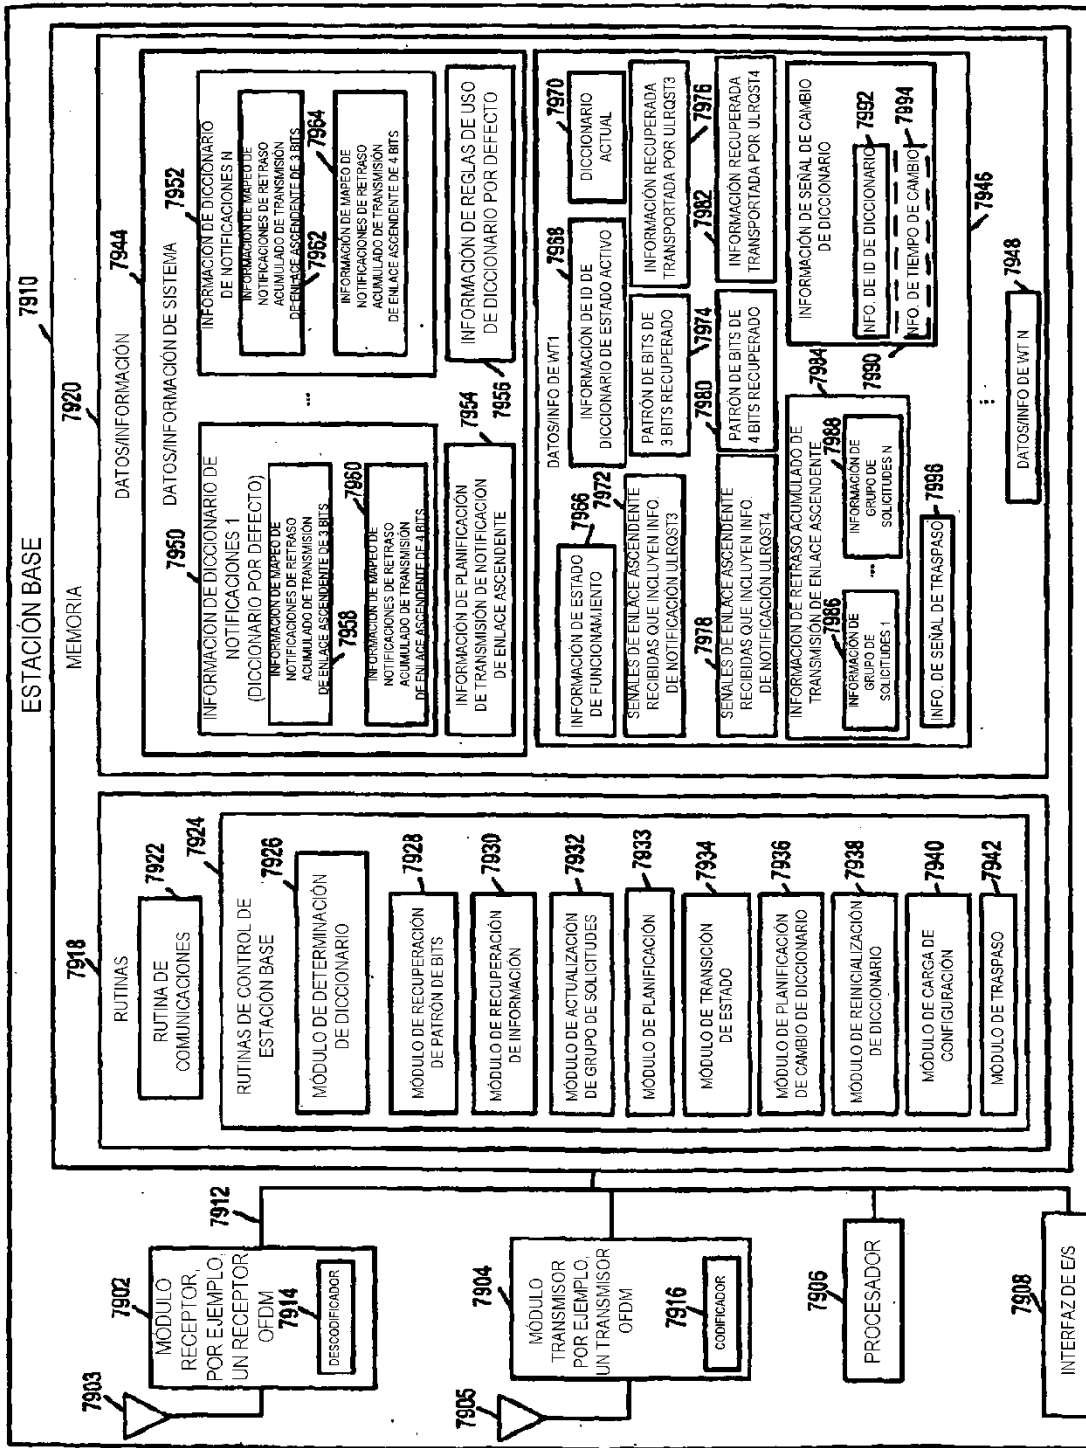 ESTACIÓN BASE
7910
7902
MÓDULO
RECEPTOR,
POR EJEMPLO,
UN RECEPTOR
OFDM
7914
DESCODIFICADOR
7903
7912
7904
MÓDULO
TRANSMISOR
POR EJEMPLO,
UN TRANSMISOR
OFDM
7916
CODIFICADOR
7905
7906
PROCESADOR
7908
INTERFAZ DE E/S
MEMORIA
7920
7918
RUTINAS
7922
RUTINA DE
COMUNICACIONES
7924
RUTINAS DE CONTROL DE
ESTACIÓN BASE
7926
MÓDULO DE DETERMINACIÓN
DE DICCIONARIO
7928
MÓDULO DE RECUPERACIÓN
DE PATRÓN DE BITS
7930
MÓDULO DE RECUPERACIÓN
DE INFORMACIÓN
7932
MÓDULO DE ACTUALIZACIÓN
DE GRUPO DE SOLICITUDES
7933
MÓDULO DE PLANIFICACIÓN
7934
MÓDULO DE TRANSICIÓN
DE ESTADO
7936
MÓDULO DE PLANIFICACIÓN
DE CAMBIO DE DICCIONARIO
7938
MÓDULO DE REINICIALIZACIÓN
DE DICCIONARIO
7940
MÓDULO DE CARGA DE
CONFIGURACIÓN
7942
MÓDULO DE TRASPASO
DATOS/INFORMACIÓN
7944
DATOS/INFORMACIÓN DE SISTEMA
7950
INFORMACIÓN DE DICCIONARIO DE
NOTIFICACIONES 1
(DICCIONARIO POR DEFECTO)
INFORMACIÓN DE MAPEO DE
NOTIFICACIONES DE RETRASO
ACUMULADO DE TRANSMISIÓN
DE ENLACE ASCENDENTE DE 3 BITS
7958
7960
INFORMACIÓN DE MAPEO DE
NOTIFICACIONES DE RETRASO
ACUMULADO DE TRANSMISIÓN
DE ENLACE ASCENDENTE DE 4 BITS
...
7952
INFORMACIÓN DE DICCIONARIO
DE NOTIFICACIONES N
INFORMACIÓN DE MAPEO DE
NOTIFICACIONES DE RETRASO
ACUMULADO DE TRANSMISIÓN
DE ENLACE ASCENDENTE DE 3 BITS
7962
7964
INFORMACIÓN DE MAPEO DE
NOTIFICACIONES DE RETRASO
ACUMULADO DE TRANSMISIÓN
DE ENLACE ASCENDENTE DE 4 BITS
7954
INFORMACIÓN DE PLANIFICACIÓN
DE TRANSMISIÓN DE NOTIFICACIÓN
DE ENLACE ASCENDENTE
7956
INFORMACIÓN DE REGLAS DE USO
DE DICCIONARIO POR DEFECTO
DATOS/INFO DE WT1
7966
INFORMACIÓN DE ESTADO
DE FUNCIONAMIENTO
7968
INFORMACIÓN DE ID DE
DICCIONARIO DE ESTADO ACTIVO
7970
DICCIONARIO
ACTUAL
7972
SEÑALES DE ENLACE ASCENDENTE
RECIBIDAS QUE INCLUYEN INFO.
DE NOTIFICACIÓN ULRQST3
7974
PATRÓN DE BITS DE
3 BITS RECUPERADO
7976
INFORMACIÓN RECUPERADA
TRANSPORTADA POR ULRQST3
7978
SEÑALES DE ENLACE ASCENDENTE
RECIBIDAS QUE INCLUYEN INFO.
DE NOTIFICACIÓN ULRQST4
7980
PATRÓN DE BITS DE
4 BITS RECUPERADO
7982
INFORMACIÓN RECUPERADA
TRANSPORTADA POR ULRQST4
7984
INFORMACIÓN DE RETRASO ACUMULADO DE
TRANSMISIÓN DE ENLACE ASCENDENTE
7986
INFORMACIÓN DE
GRUPO DE
SOLICITUDES 1
...
7988
INFORMACIÓN DE
GRUPO DE
SOLICITUDES N
7990
INFORMACIÓN DE SEÑAL DE CAMBIO
DE DICCIONARIO
7992
INFO. DE ID DE DICCIONARIO
7994
INFO. DE TIEMPO DE CAMBIO
7996
INFO. DE SEÑAL DE TRASPASO
7946
...
7948
DATOS/INFO DE WT N